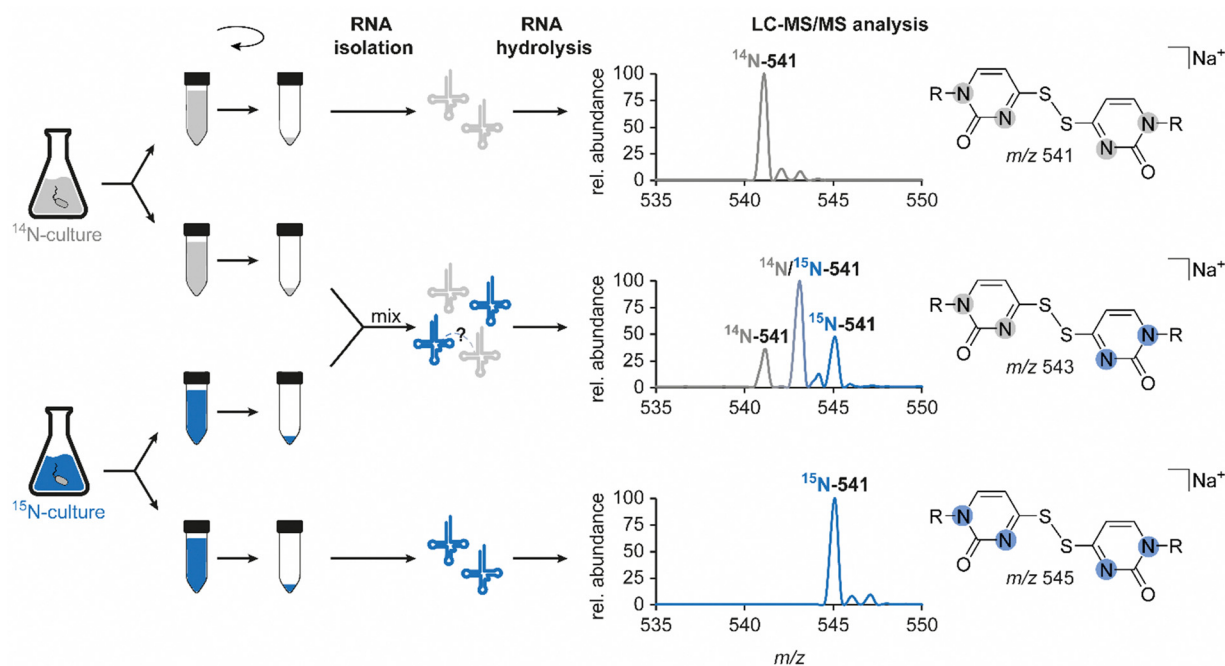 RNA isolation
RNA hydrolysis
LC-MS/MS analysis
¹⁴N-culture
rel. abundance
100
75
50
25
0
535
540
545
550
¹⁴N-541
R
N
N
O
S
S
N
N
R
O
Na⁺
m/z 541
mix
?
rel. abundance
100
75
50
25
0
535
540
545
550
¹⁴N-541
¹⁴N/¹⁵N-541
¹⁵N-541
R
N
N
O
S
S
N
N
R
O
Na⁺
m/z 543
¹⁵N-culture
rel. abundance
100
75
50
25
0
535
540
545
550
m/z
¹⁵N-541
R
N
N
O
S
S
N
N
R
O
Na⁺
m/z 545